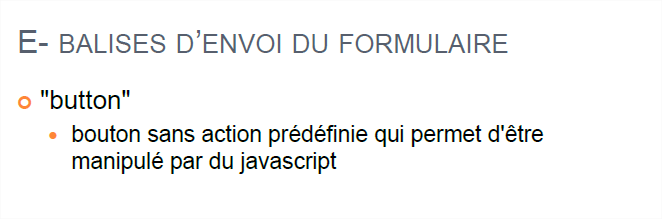 E- BALISES D’ENVOI DU FORMULAIRE
"button"
bouton sans action prédéfinie qui permet d'être
manipulé par du javascript